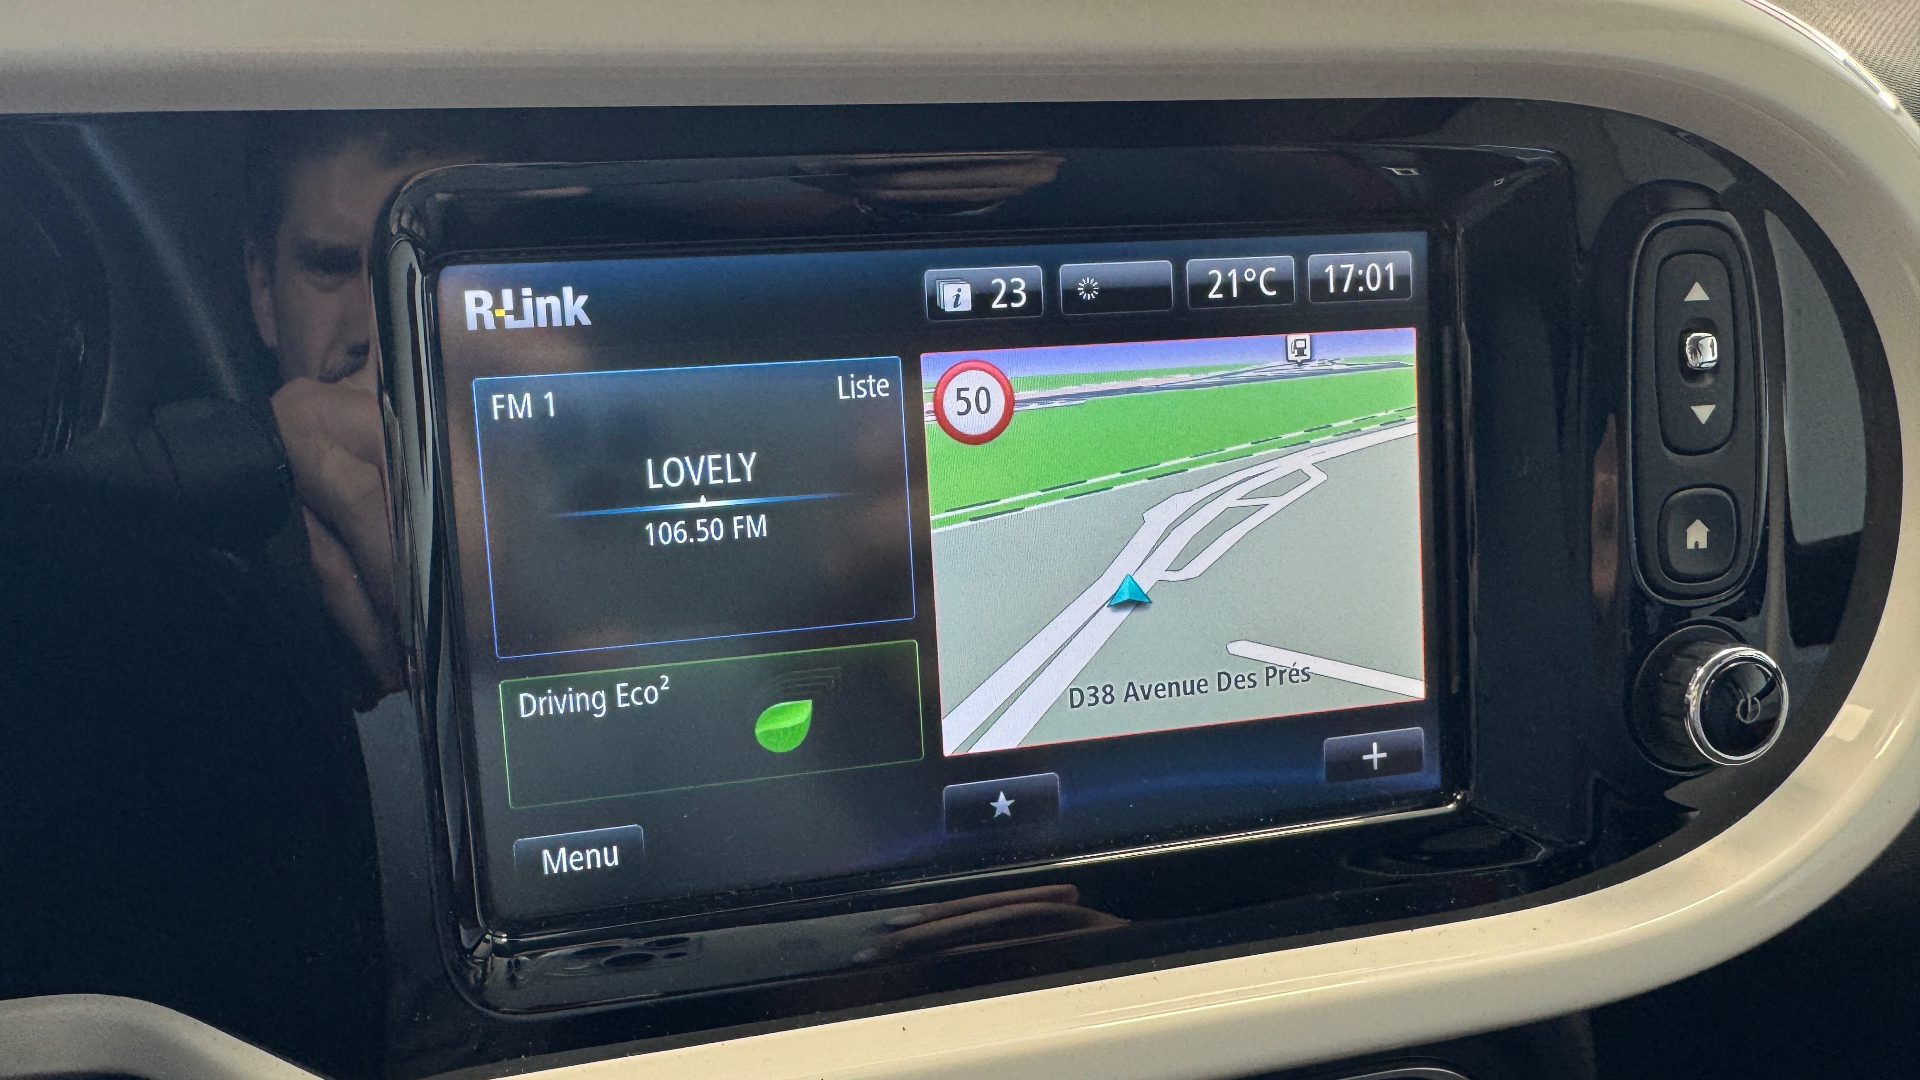 R-Link
23
21°C
17:01
FM 1
Liste
LOVELY
106.50 FM
50
Driving Eco²
D38 Avenue Des Prés
Menu